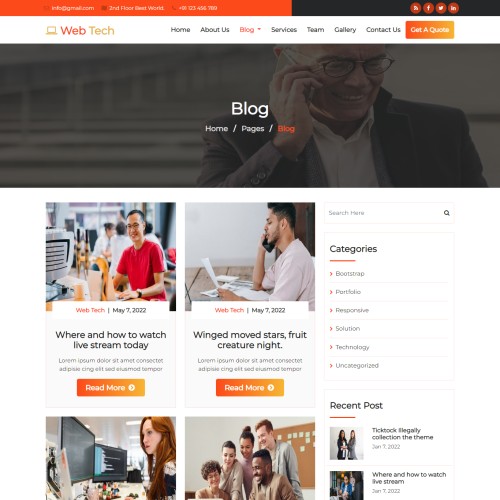 info@gmail.com 2nd Floor Best World. +91 123 456 789
Web Tech
Home About Us Blog Services Team Gallery Contact Us Get A Quote
Blog
Home / Pages / Blog
Web Tech | May 7, 2022
Where and how to watch
live stream today
Lorem ipsum dolor sit amet consectet
adipisie cing elit eiusmod tempor
Read More
Web Tech | May 7, 2022
Winged moved stars, fruit
creature night.
Lorem ipsum dolor sit amet consectet
adipisie cing elit eiusmod tempor
Read More
Search Here
Categories
Bootstrap
Portfolio
Responsive
Solution
Technology
Uncategorized
Recent Post
Ticktock illegally
collection the theme
Jan 7, 2022
Where and how to watch
live stream
Jan 7, 2022